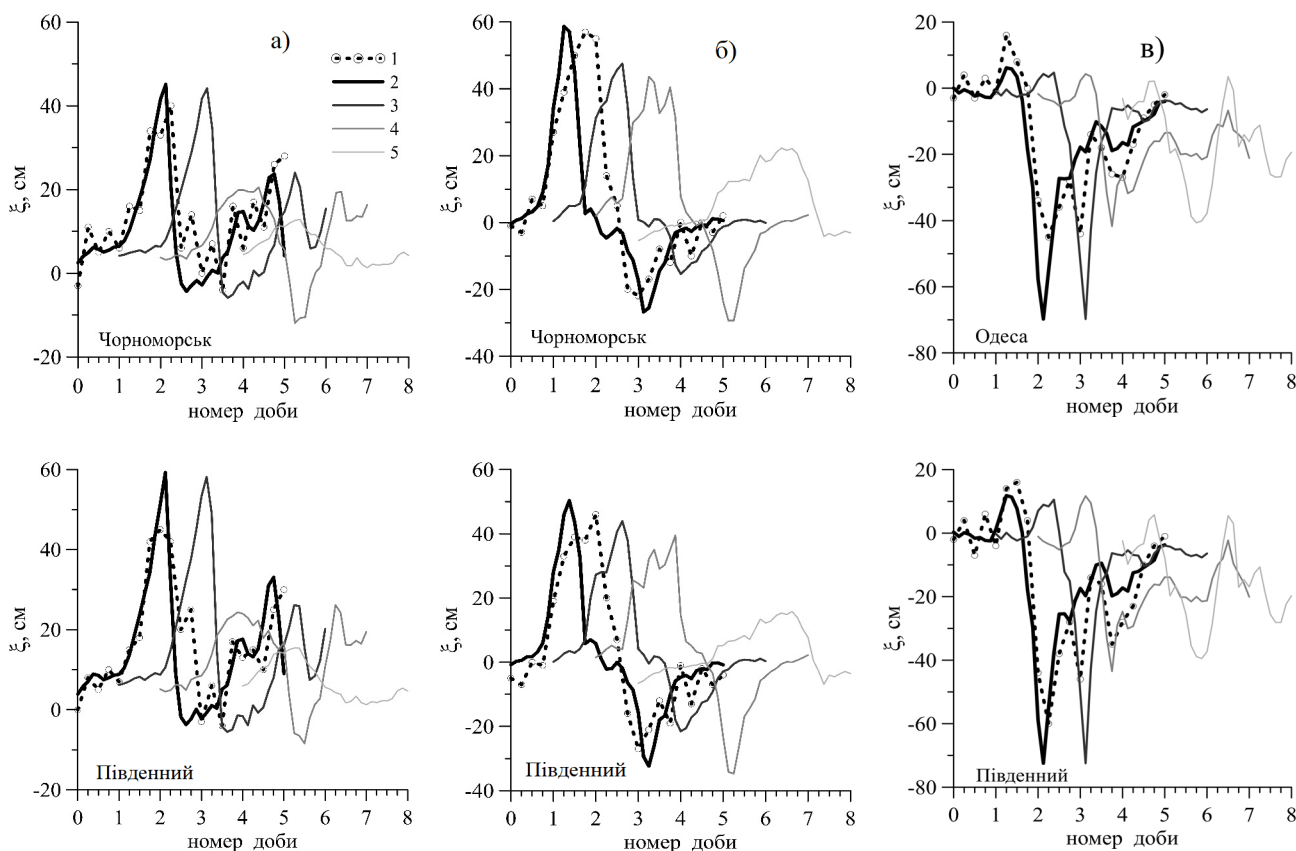 а)
ξ, см
60
40
20
0
-20
1
2
3
4
5
Чорноморськ
0 1 2 3 4 5 6 7 8
номер доби
б)
ξ, см
60
40
20
0
-20
-40
Чорноморськ
0 1 2 3 4 5 6 7 8
номер доби
в)
ξ, см
20
0
-20
-40
-60
-80
Одеса
0 1 2 3 4 5 6 7 8
номер доби
ξ, см
60
40
20
0
-20
Південний
0 1 2 3 4 5 6 7 8
номер доби
ξ, см
60
40
20
0
-20
-40
Південний
0 1 2 3 4 5 6 7 8
номер доби
ξ, см
20
0
-20
-40
-60
-80
Південний
0 1 2 3 4 5 6 7 8
номер доби